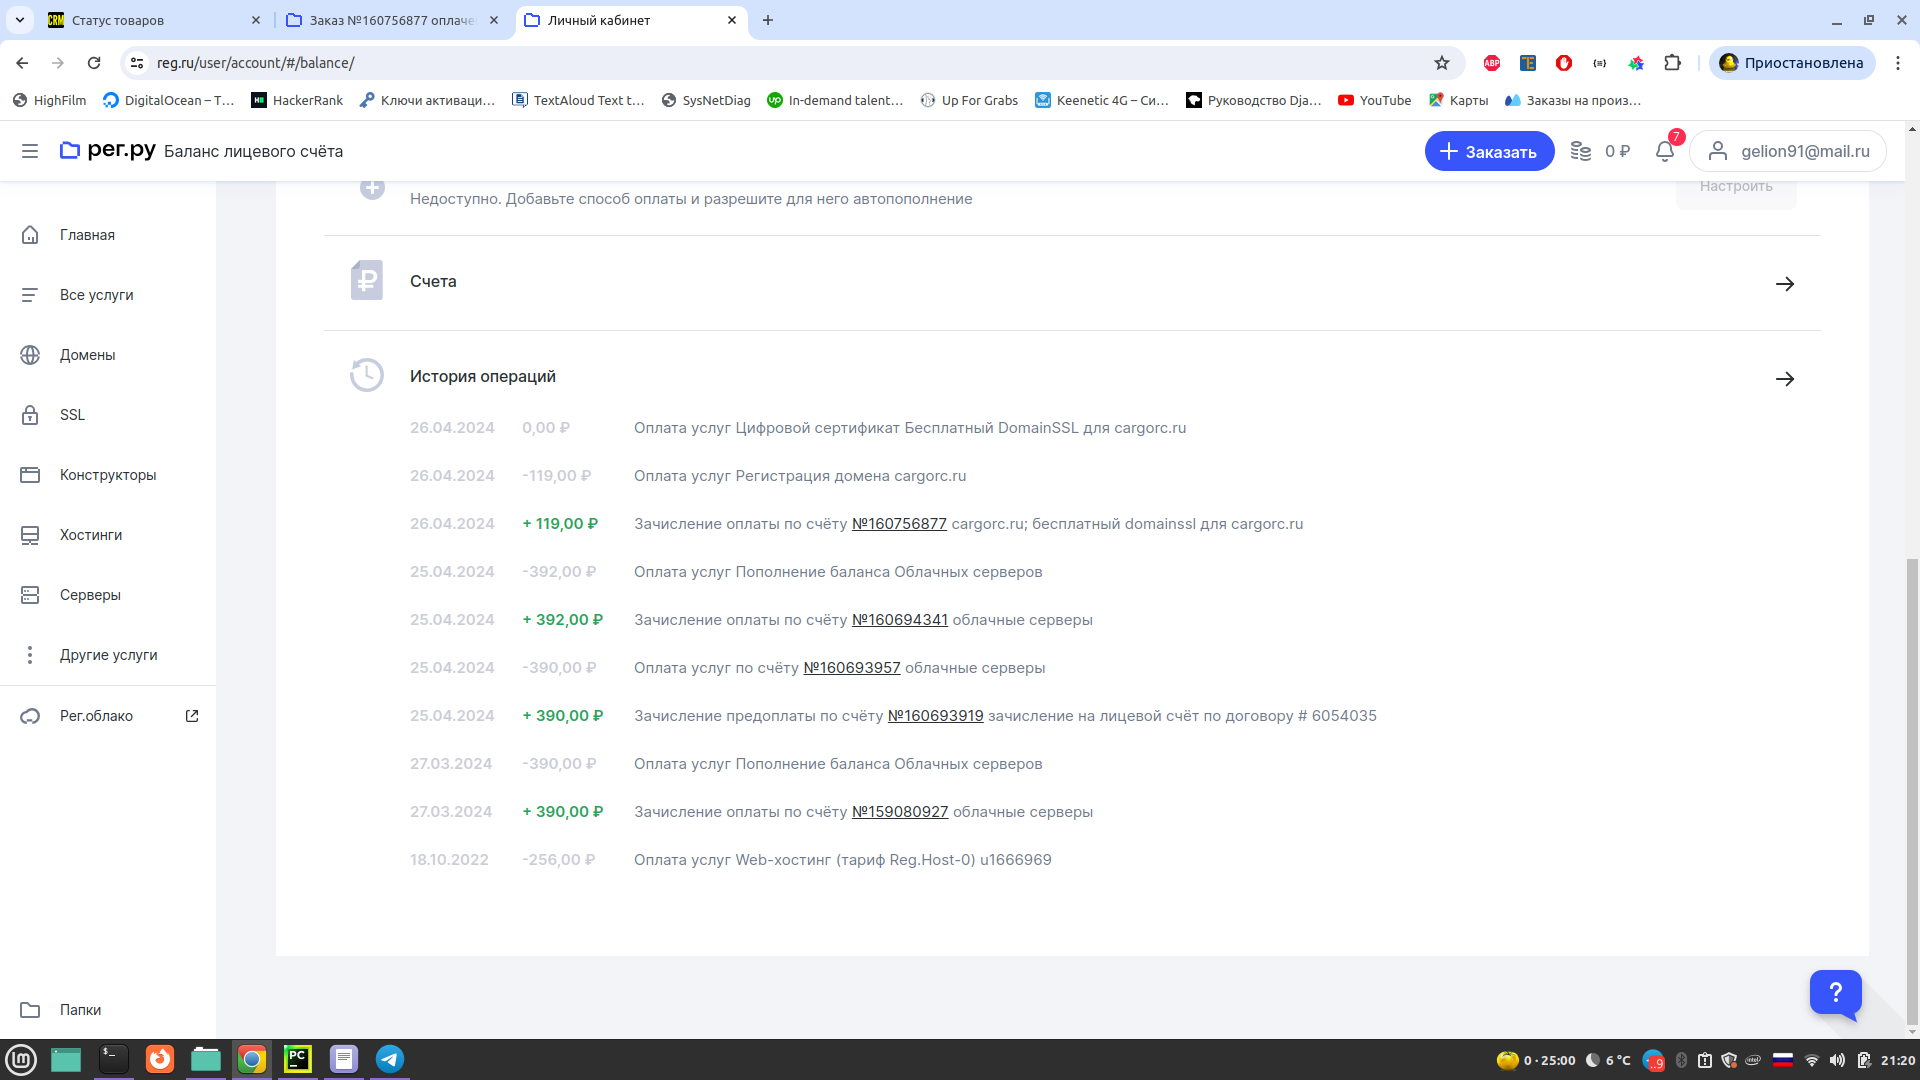 CRM Статус товаров
Заказ №160756877 оплаче
Личный кабинет
reg.ru/user/account/#/balance/
ABP
Приостановлена
HighFilm
DigitalOcean – T…
HackerRank
Ключи активаци…
TextAloud Text t…
SysNetDiag
In-demand talent…
Up For Grabs
Keenetic 4G – Си…
Руководство Dja…
YouTube
Карты
Заказы на произ…
рег.ру Баланс лицевого счёта
Заказать
0 ₽
7
gelion91@mail.ru
Недоступно. Добавьте способ оплаты и разрешите для него автопополнение
Настроить
Главная
Все услуги
Домены
SSL
Конструкторы
Хостинги
Серверы
Другие услуги
Рег.облако
Папки
Счета
История операций
26.04.2024 0,00 ₽ Оплата услуг Цифровой сертификат Бесплатный DomainSSL для cargorc.ru
26.04.2024 -119,00 ₽ Оплата услуг Регистрация домена cargorc.ru
26.04.2024 + 119,00 ₽ Зачисление оплаты по счёту №160756877 cargorc.ru; бесплатный domainssl для cargorc.ru
25.04.2024 -392,00 ₽ Оплата услуг Пополнение баланса Облачных серверов
25.04.2024 + 392,00 ₽ Зачисление оплаты по счёту №160694341 облачные серверы
25.04.2024 -390,00 ₽ Оплата услуг по счёту №160693957 облачные серверы
25.04.2024 + 390,00 ₽ Зачисление предоплаты по счёту №160693919 зачисление на лицевой счёт по договору # 6054035
27.03.2024 -390,00 ₽ Оплата услуг Пополнение баланса Облачных серверов
27.03.2024 + 390,00 ₽ Зачисление оплаты по счёту №159080927 облачные серверы
18.10.2022 -256,00 ₽ Оплата услуг Web-хостинг (тариф Reg.Host-0) u1666969
?
PC
0 · 25:00
6 °C
21:20